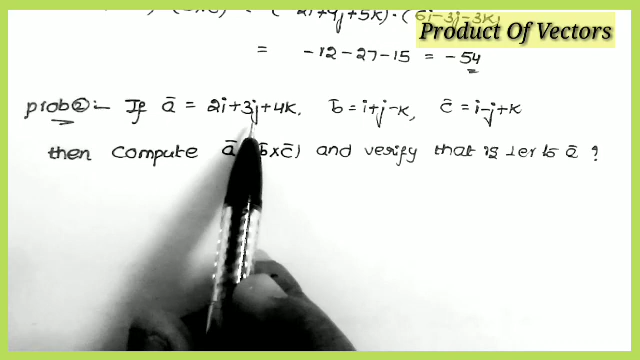 Product Of Vectors
= -12-27-15 = -54
prob②:- If ā = 2i+3j+4k, b̄ = i+j-k, c̄ = i-j+k
then compute ā b×c̄) and verify that is ⊥er to ā ?